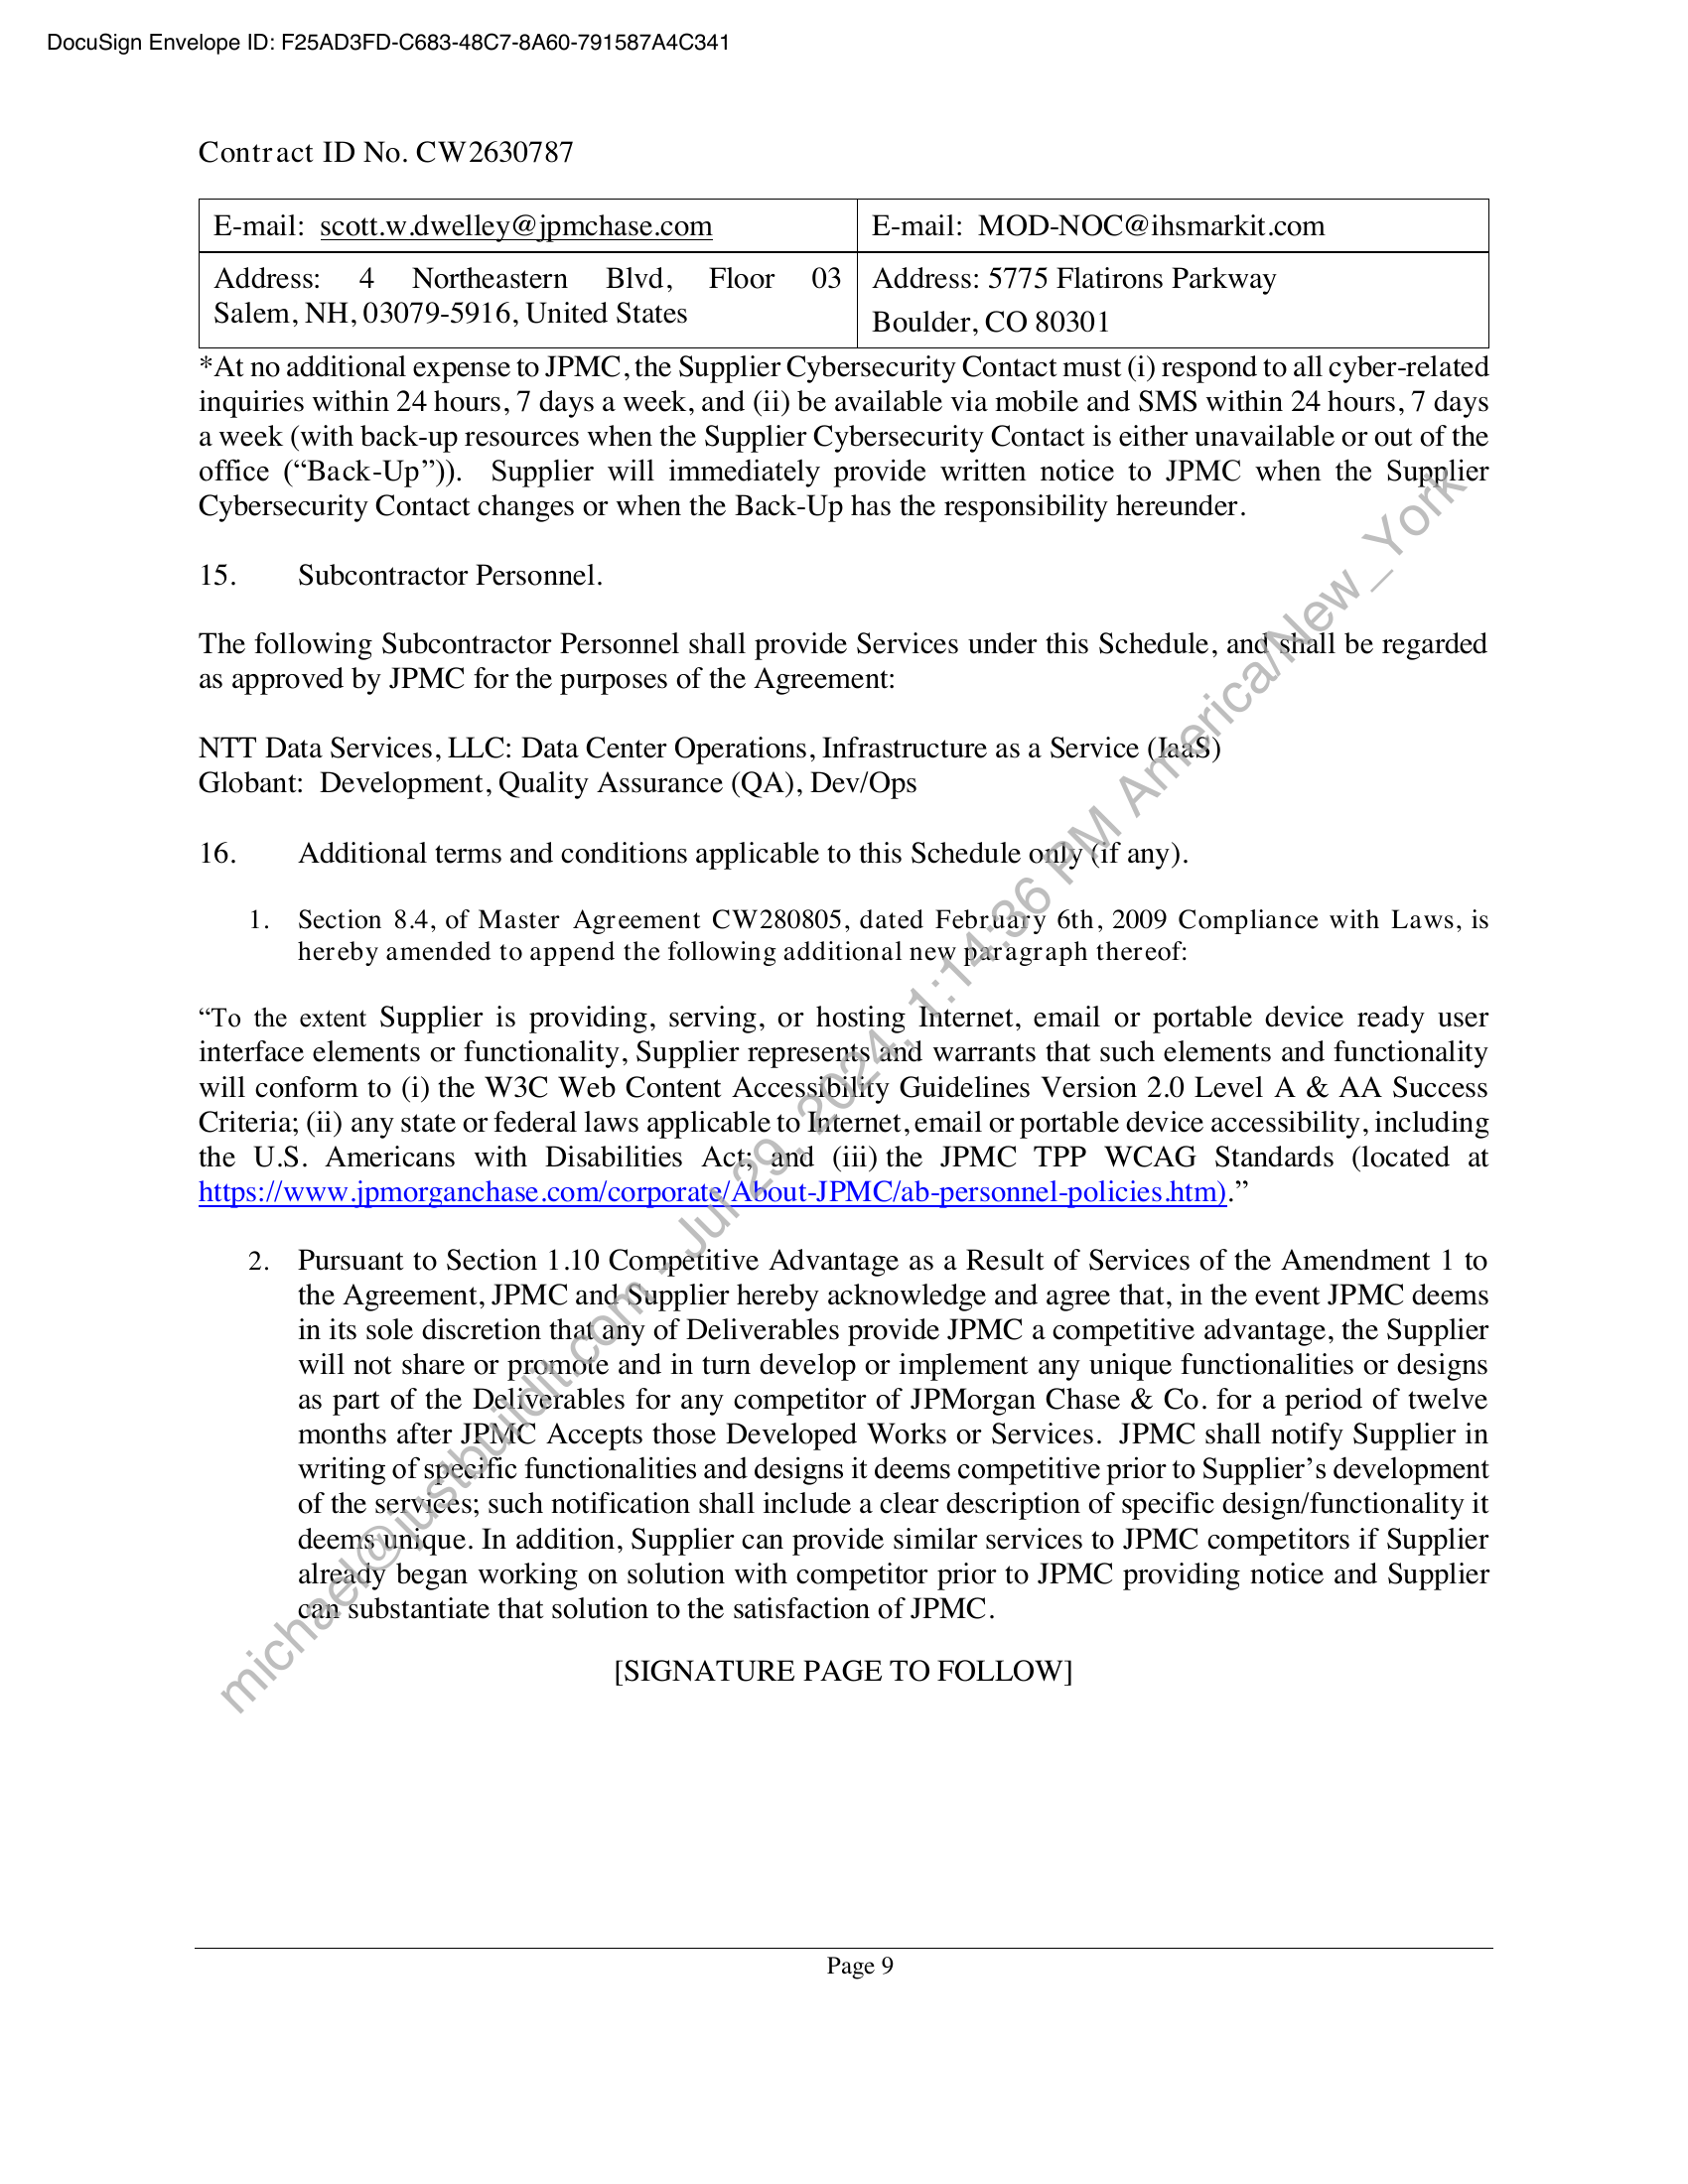 DocuSign Envelope ID: F25AD3FD-C683-48C7-8A60-791587A4C341
Contract ID No. CW2630787
E-mail: scott.w.dwelley@jpmchase.com
E-mail: MOD-NOC@ihsmarkit.com
Address: 4 Northeastern Blvd, Floor 03
Salem, NH, 03079-5916, United States
Address: 5775 Flatirons Parkway
Boulder, CO 80301
*At no additional expense to JPMC, the Supplier Cybersecurity Contact must (i) respond to all cyber-related
inquiries within 24 hours, 7 days a week, and (ii) be available via mobile and SMS within 24 hours, 7 days
a week (with back-up resources when the Supplier Cybersecurity Contact is either unavailable or out of the
office (“Back-Up”)). Supplier will immediately provide written notice to JPMC when the Supplier
Cybersecurity Contact changes or when the Back-Up has the responsibility hereunder.
15. Subcontractor Personnel.
The following Subcontractor Personnel shall provide Services under this Schedule, and shall be regarded
as approved by JPMC for the purposes of the Agreement:
NTT Data Services, LLC: Data Center Operations, Infrastructure as a Service (IaaS)
Globant: Development, Quality Assurance (QA), Dev/Ops
16. Additional terms and conditions applicable to this Schedule only (if any).
1. Section 8.4, of Master Agreement CW280805, dated February 6th, 2009 Compliance with Laws, is
hereby amended to append the following additional new paragraph thereof:
“To the extent Supplier is providing, serving, or hosting Internet, email or portable device ready user
interface elements or functionality, Supplier represents and warrants that such elements and functionality
will conform to (i) the W3C Web Content Accessibility Guidelines Version 2.0 Level A & AA Success
Criteria; (ii) any state or federal laws applicable to Internet, email or portable device accessibility, including
the U.S. Americans with Disabilities Act; and (iii) the JPMC TPP WCAG Standards (located at
https://www.jpmorganchase.com/corporate/About-JPMC/ab-personnel-policies.htm).”
2. Pursuant to Section 1.10 Competitive Advantage as a Result of Services of the Amendment 1 to
the Agreement, JPMC and Supplier hereby acknowledge and agree that, in the event JPMC deems
in its sole discretion that any of Deliverables provide JPMC a competitive advantage, the Supplier
will not share or promote and in turn develop or implement any unique functionalities or designs
as part of the Deliverables for any competitor of JPMorgan Chase & Co. for a period of twelve
months after JPMC Accepts those Developed Works or Services. JPMC shall notify Supplier in
writing of specific functionalities and designs it deems competitive prior to Supplier’s development
of the services; such notification shall include a clear description of specific design/functionality it
deems unique. In addition, Supplier can provide similar services to JPMC competitors if Supplier
already began working on solution with competitor prior to JPMC providing notice and Supplier
can substantiate that solution to the satisfaction of JPMC.
[SIGNATURE PAGE TO FOLLOW]
michael@justbuildit.com - Jul 29, 2024, 1:14:36 PM America/New_York
Page 9